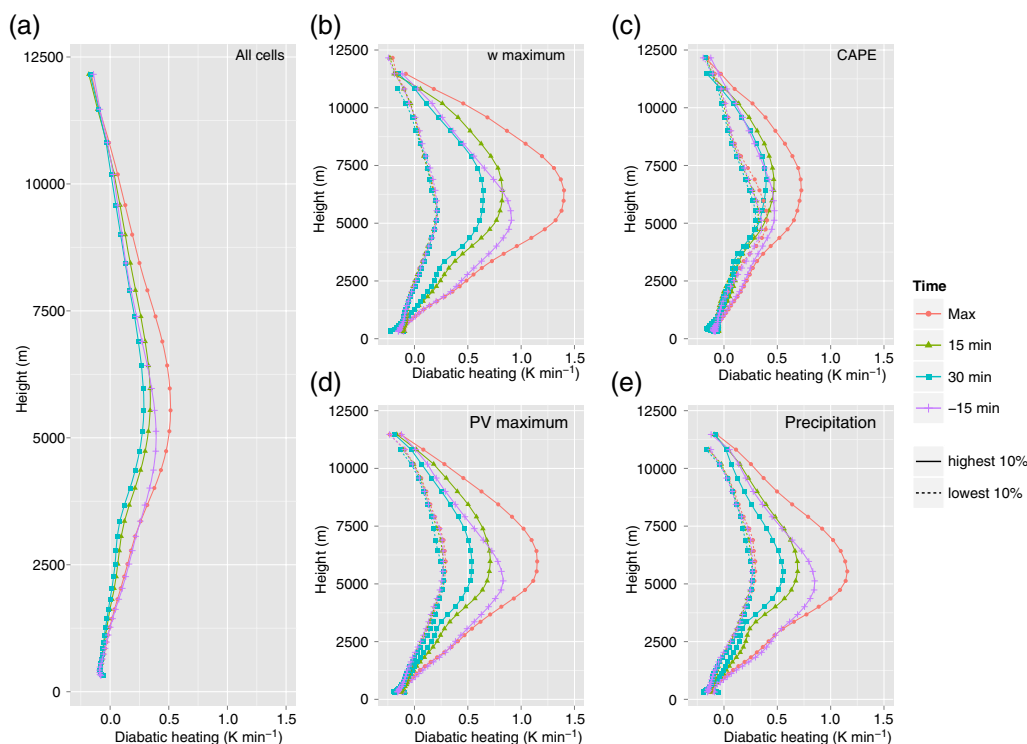 (a)
All cells
12500
10000
7500
5000
2500
0
Height (m)
0.0 0.5 1.0 1.5
Diabatic heating (K min⁻¹)
(b)
w maximum
12500
10000
7500
5000
2500
0
Height (m)
0.0 0.5 1.0 1.5
Diabatic heating (K min⁻¹)
(c)
CAPE
12500
10000
7500
5000
2500
0
Height (m)
0.0 0.5 1.0 1.5
Diabatic heating (K min⁻¹)
(d)
PV maximum
12500
10000
7500
5000
2500
0
Height (m)
0.0 0.5 1.0 1.5
Diabatic heating (K min⁻¹)
(e)
Precipitation
12500
10000
7500
5000
2500
0
Height (m)
0.0 0.5 1.0 1.5
Diabatic heating (K min⁻¹)
Time
Max
15 min
30 min
−15 min
highest 10%
lowest 10%